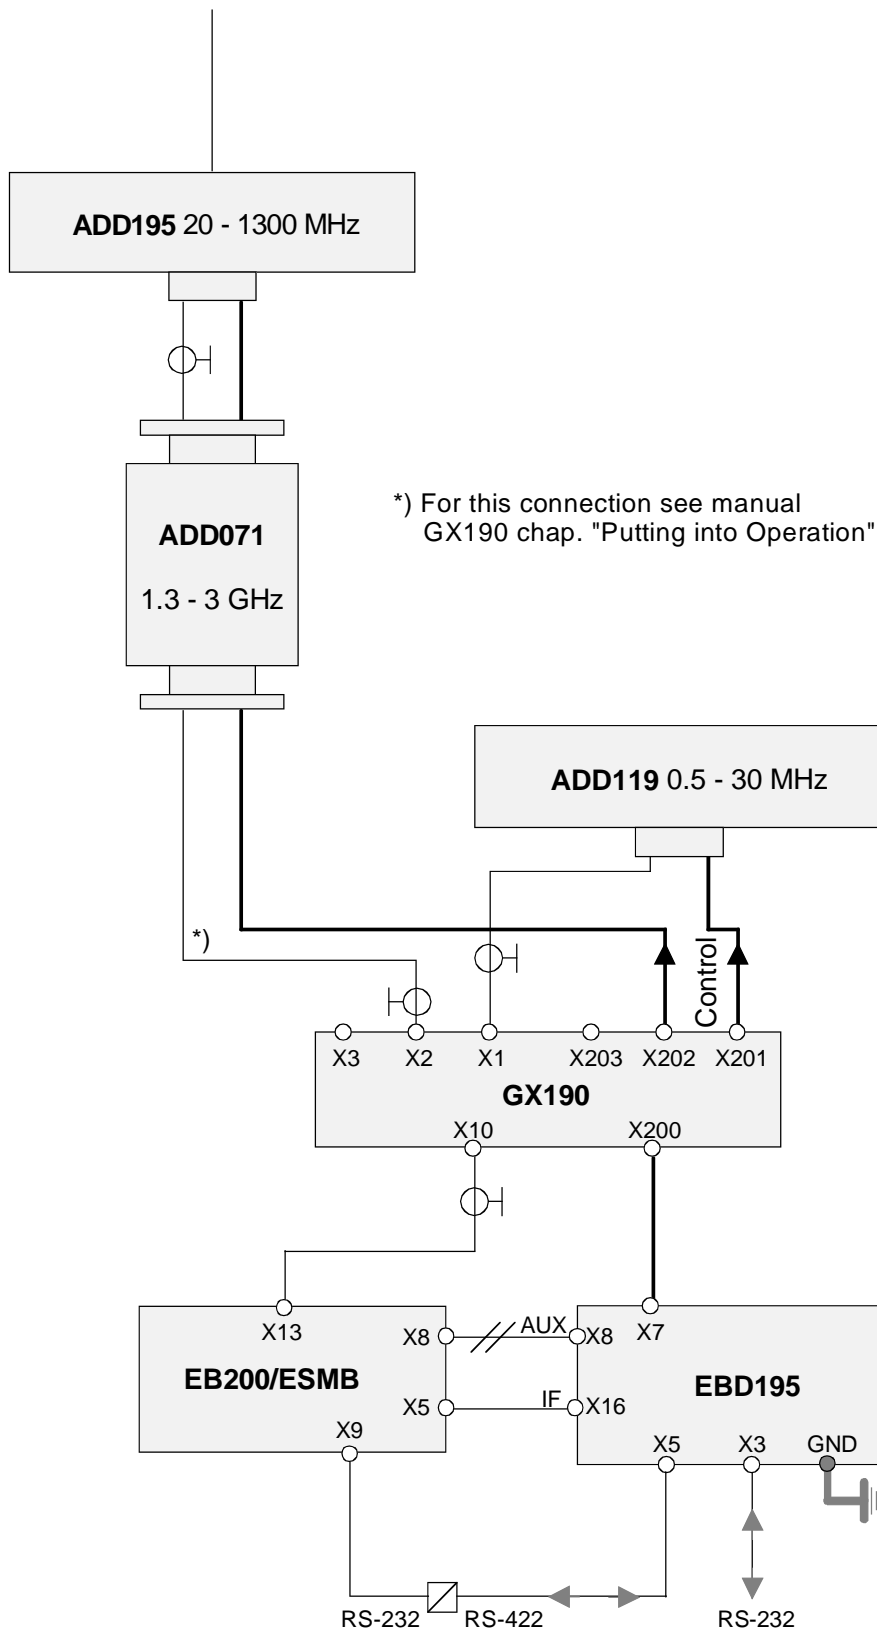 ADD195 20 - 1300 MHz
*) For this connection see manual
GX190 chap. "Putting into Operation"
ADD071
1.3 - 3 GHz
ADD119 0.5 - 30 MHz
*)
Control
X3 X2 X1 X203 X202 X201
GX190
X10 X200
X13 X8 AUX X8 X7
EB200/ESMB EBD195
X5 IF X16
X9 X5 X3 GND
RS-232 RS-422 RS-232